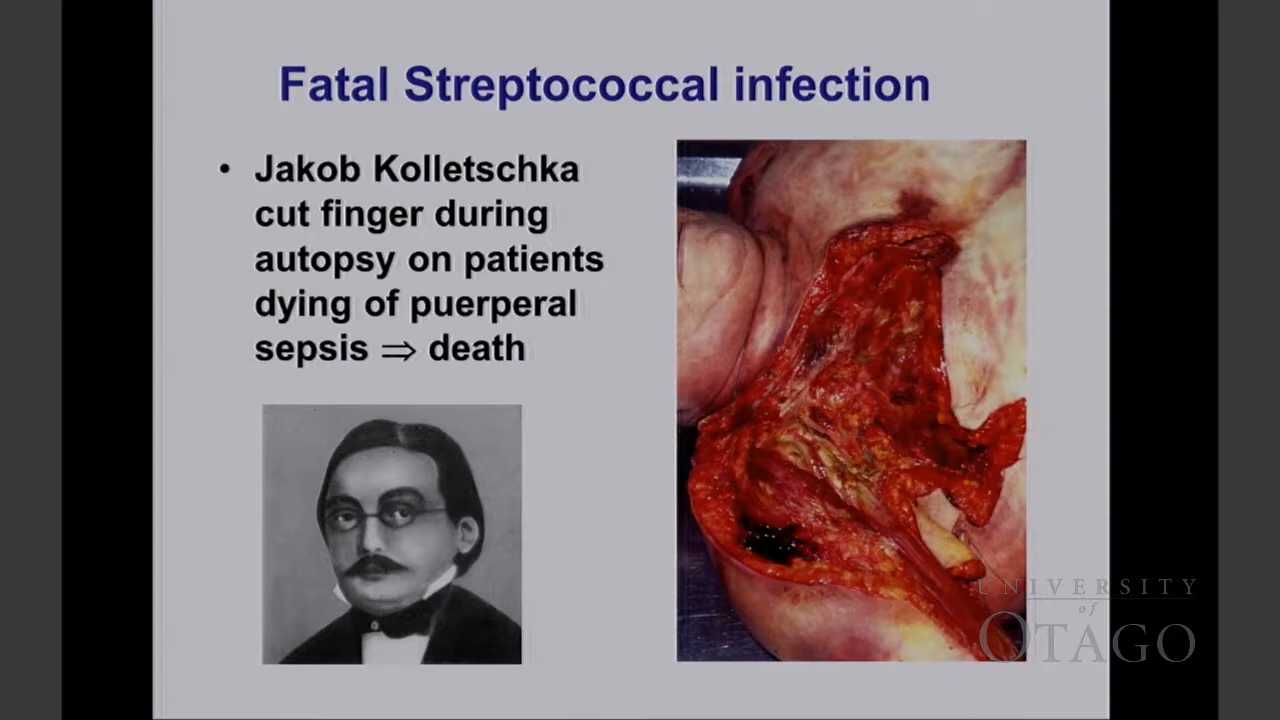 Fatal Streptococcal infection
• Jakob Kolletschka
cut finger during
autopsy on patients
dying of puerperal
sepsis ⇒ death
UNIVERSITY
of
OTAGO